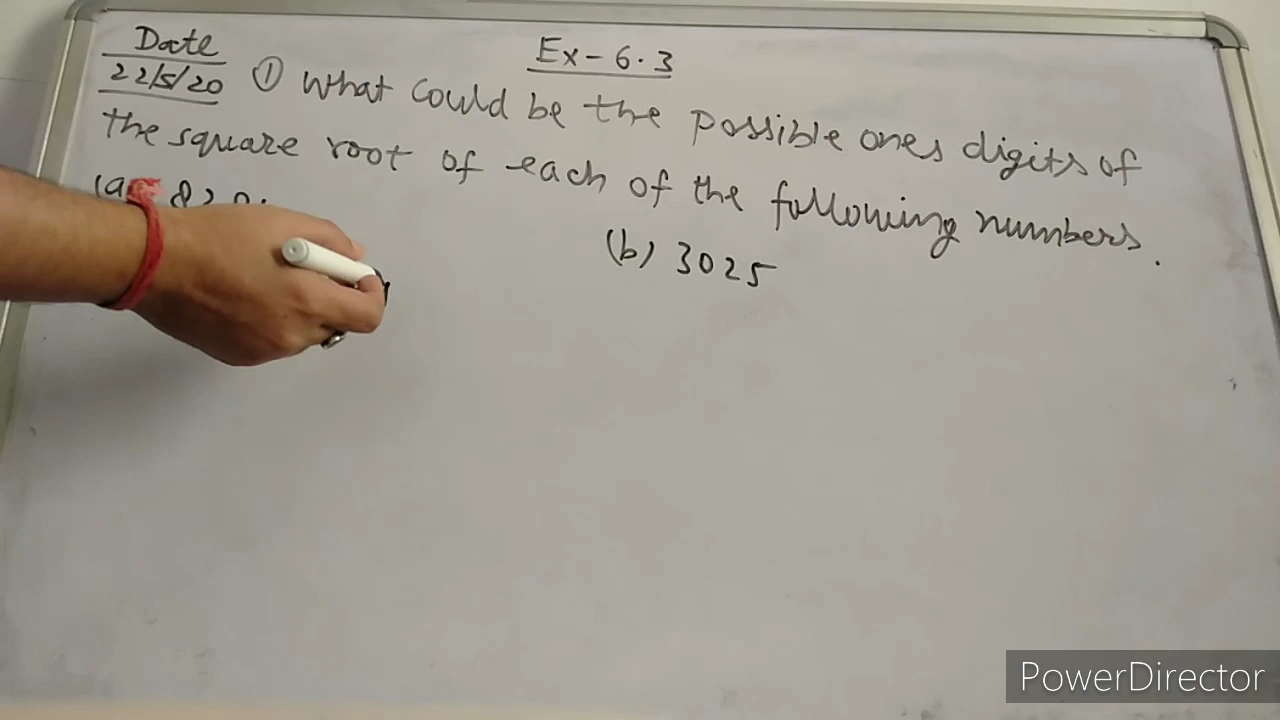 Date
22/5/20
Ex-6.3
① What could be the possible ones digits of
the square root of each of the following numbers.
(a)
(b) 3025
PowerDirector